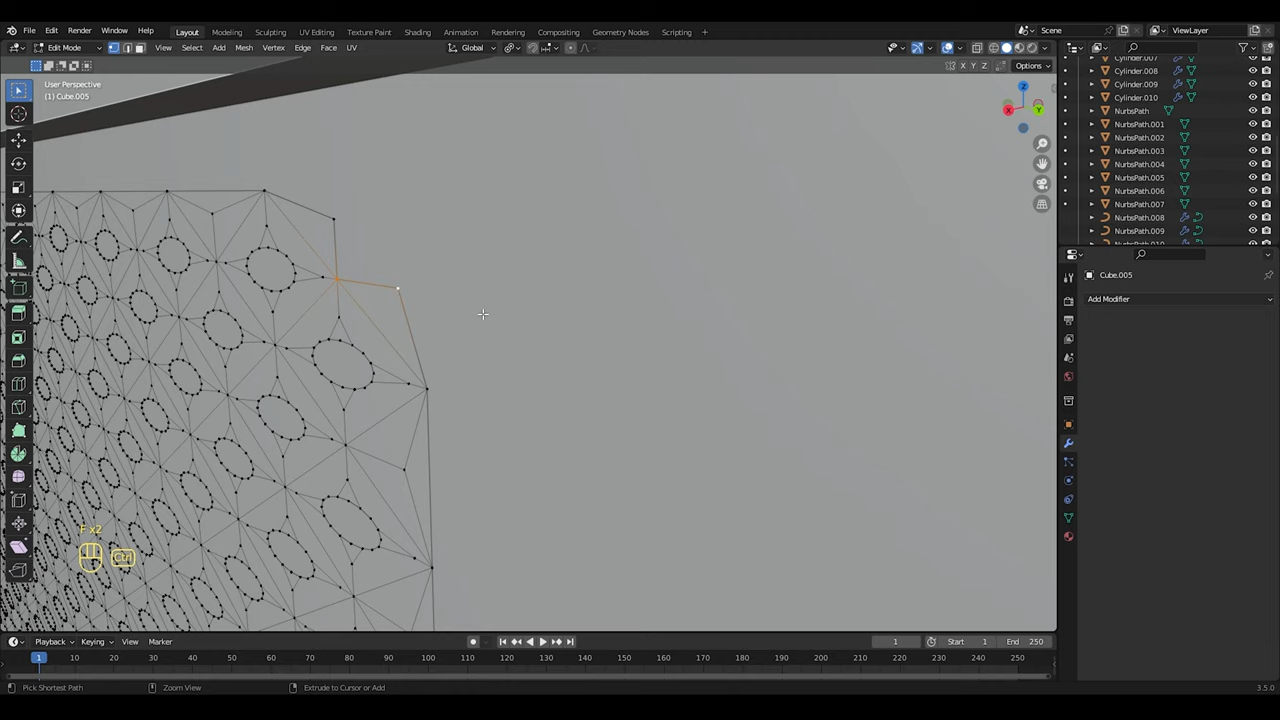 File Edit Render Window Help Layout Modeling Sculpting UV Editing Texture Paint Shading Animation Rendering Compositing Geometry Nodes Scripting + Scene ViewLayer
Edit Mode View Select Add Mesh Vertex Edge Face UV Global
X Y Z Options
User Perspective
(1) Cube.005
Z
X Y
Cylinder.007
Cylinder.008
Cylinder.009
Cylinder.010
NurbsPath
NurbsPath.001
NurbsPath.002
NurbsPath.003
NurbsPath.004
NurbsPath.005
NurbsPath.006
NurbsPath.007
NurbsPath.008
NurbsPath.009
NurbsPath.010
Cube.005
Add Modifier
F x2
Ctrl
Playback Keying View Marker 1 Start 1 End 250
1 10 20 30 40 50 60 70 80 90 100 110 120 130 140 150 160 170 180 190 200 210 220 230 240 250
Pick Shortest Path Zoom View Extrude to Cursor or Add 3.5.0